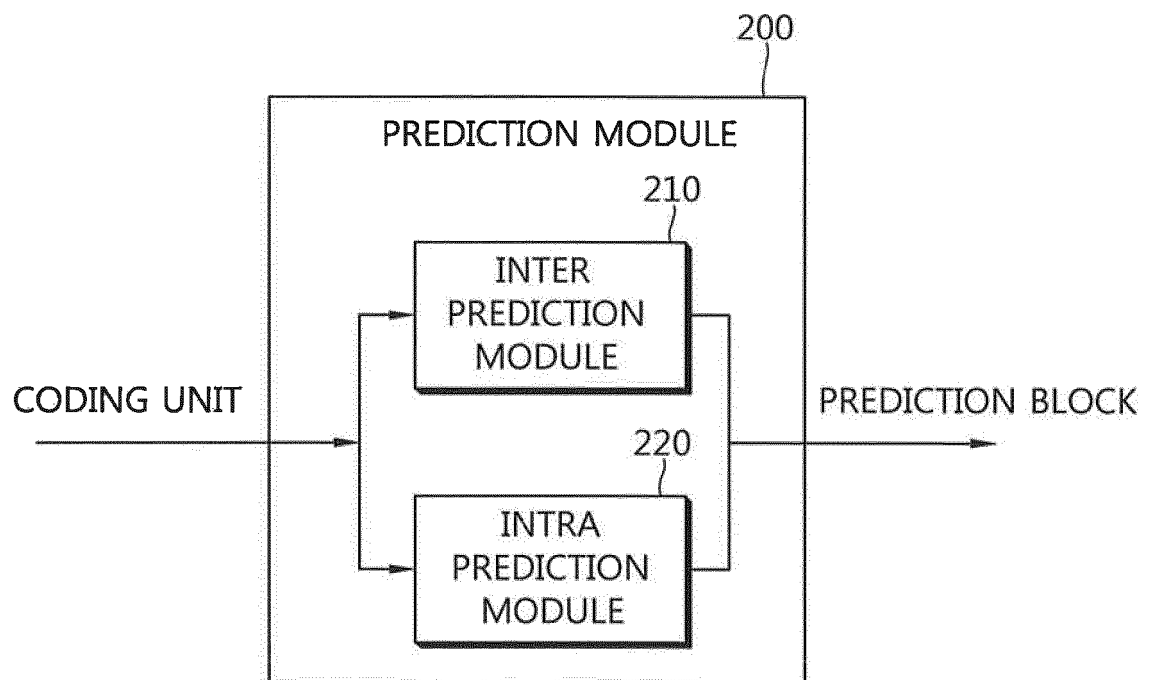 200
PREDICTION MODULE
210
INTER
PREDICTION
MODULE
CODING UNIT
PREDICTION BLOCK
220
INTRA
PREDICTION
MODULE